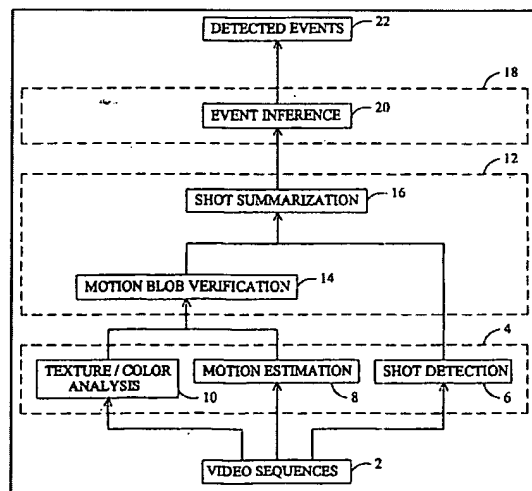 DETECTED EVENTS 22
18
EVENT INFERENCE 20
12
SHOT SUMMARIZATION 16
MOTION BLOB VERIFICATION 14
4
TEXTURE / COLOR
ANALYSIS 10
MOTION ESTIMATION 8
SHOT DETECTION 6
VIDEO SEQUENCES 2